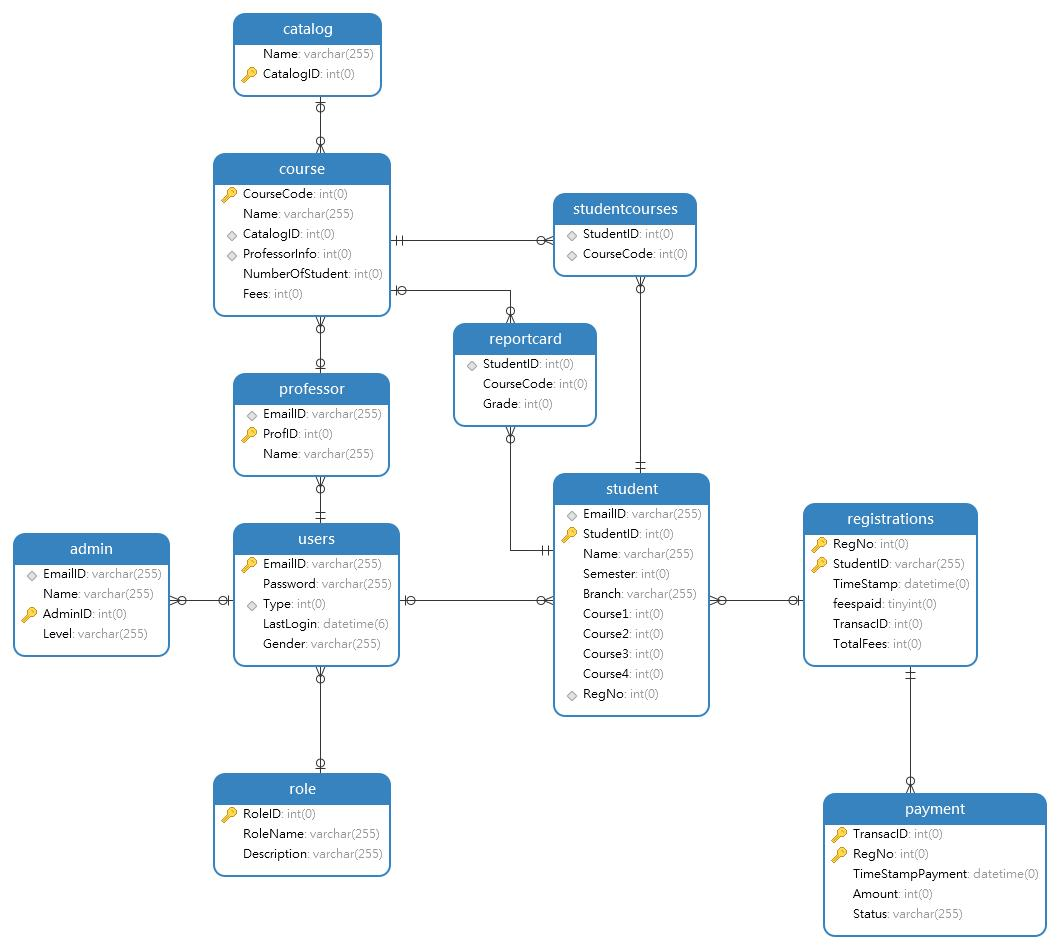 catalog
Name: varchar(255)
CatalogID: int(0)
course
CourseCode: int(0)
Name: varchar(255)
CatalogID: int(0)
ProfessorInfo: int(0)
NumberOfStudent: int(0)
Fees: int(0)
studentcourses
StudentID: int(0)
CourseCode: int(0)
reportcard
StudentID: int(0)
CourseCode: int(0)
Grade: int(0)
professor
EmailID: varchar(255)
ProfID: int(0)
Name: varchar(255)
student
EmailID: varchar(255)
StudentID: int(0)
Name: varchar(255)
Semester: int(0)
Branch: varchar(255)
Course1: int(0)
Course2: int(0)
Course3: int(0)
Course4: int(0)
RegNo: int(0)
registrations
RegNo: int(0)
StudentID: varchar(255)
TimeStamp: datetime(0)
feespaid: tinyint(0)
TransacID: int(0)
TotalFees: int(0)
admin
EmailID: varchar(255)
Name: varchar(255)
AdminID: int(0)
Level: varchar(255)
users
EmailID: varchar(255)
Password: varchar(255)
Type: int(0)
LastLogin: datetime(6)
Gender: varchar(255)
role
RoleID: int(0)
RoleName: varchar(255)
Description: varchar(255)
payment
TransacID: int(0)
RegNo: int(0)
TimeStampPayment: datetime(0)
Amount: int(0)
Status: varchar(255)